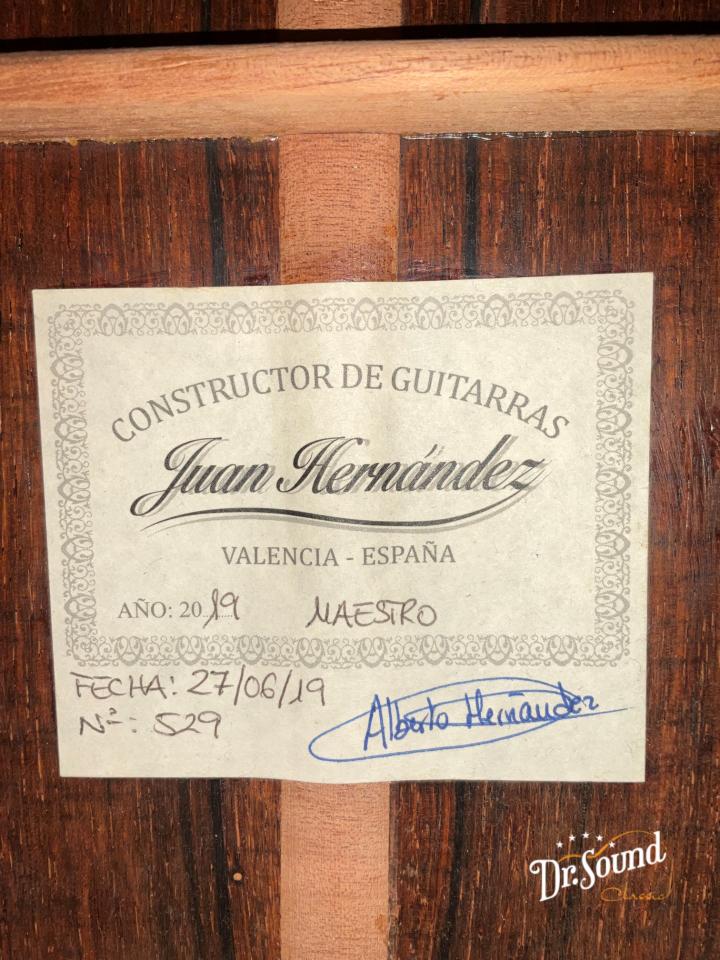 CONSTRUCTOR DE GUITARRAS
Juan Hernández
VALENCIA - ESPAÑA
AÑO: 2019 MAESTRO
FECHA: 27/06/19
Nº: 529
Alberto Hernández
Dr.Sound
Classic